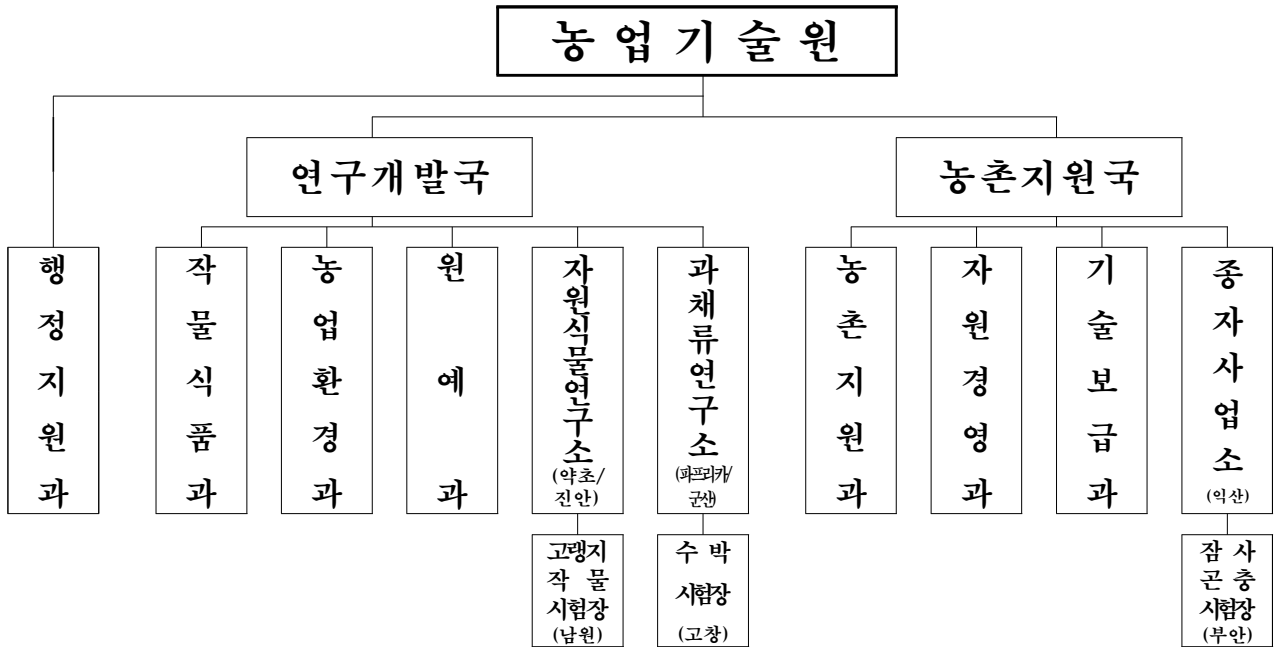 농업기술원
연구개발국
농촌지원국
행정지원과
작물식품과
농업환경과
원예과
자원식물연구소
(약초/
진안)
과채류연구소
(파프리카/
군산)
농촌지원과
자원경영과
기술보급과
종자사업소
(익산)
고랭지
작물
시험장
(남원)
수박
시험장
(고창)
잠사
곤충
시험장
(부안)